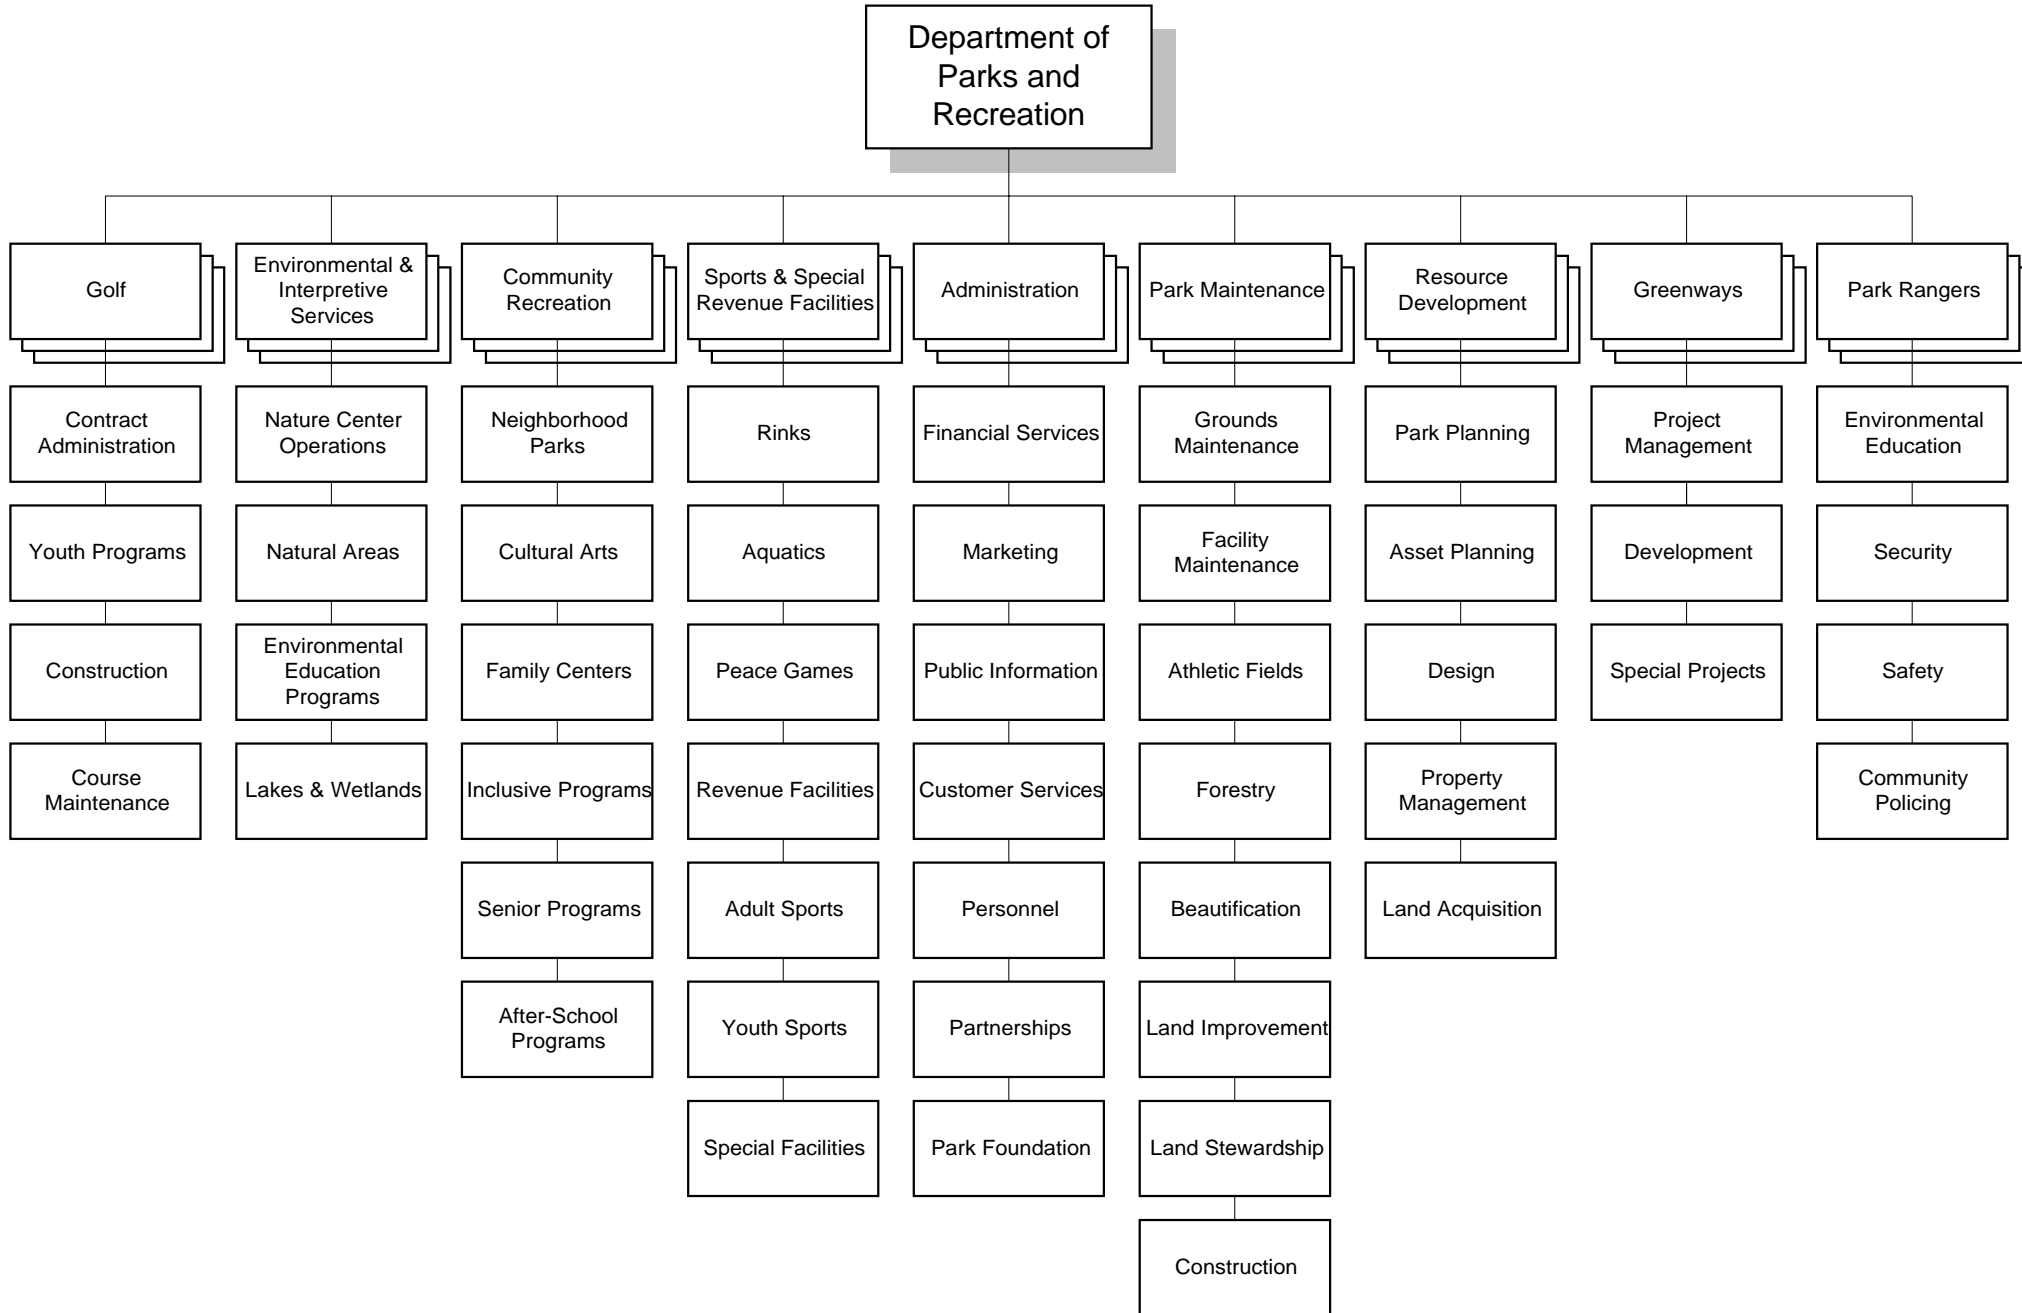 Department of
Parks and
Recreation
Golf
Environmental &
Interpretive
Services
Community
Recreation
Sports & Special
Revenue Facilities
Administration
Park Maintenance
Resource
Development
Greenways
Park Rangers
Contract
Administration
Nature Center
Operations
Neighborhood
Parks
Rinks
Financial Services
Grounds
Maintenance
Park Planning
Project
Management
Environmental
Education
Youth Programs
Natural Areas
Cultural Arts
Aquatics
Marketing
Facility
Maintenance
Asset Planning
Development
Security
Construction
Environmental
Education
Programs
Family Centers
Peace Games
Public Information
Athletic Fields
Design
Special Projects
Safety
Course
Maintenance
Lakes & Wetlands
Inclusive Programs
Revenue Facilities
Customer Services
Forestry
Property
Management
Community
Policing
Senior Programs
Adult Sports
Personnel
Beautification
Land Acquisition
After-School
Programs
Youth Sports
Partnerships
Land Improvement
Special Facilities
Park Foundation
Land Stewardship
Construction